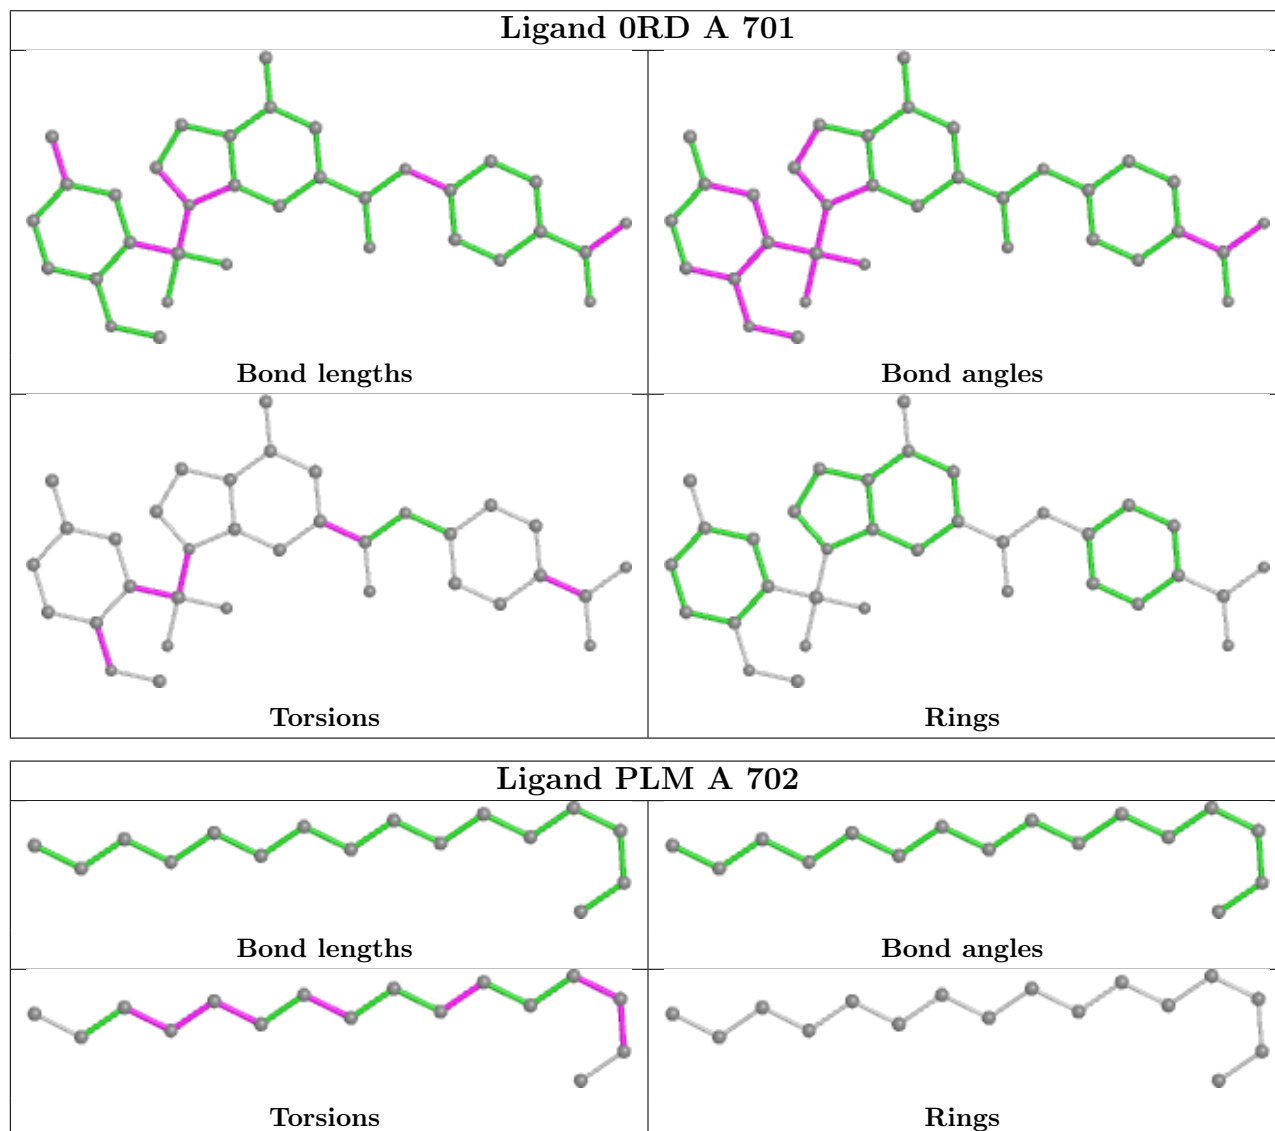 Ligand 0RD A 701
Bond lengths
Bond angles
Torsions
Rings
Ligand PLM A 702
Bond lengths
Bond angles
Torsions
Rings